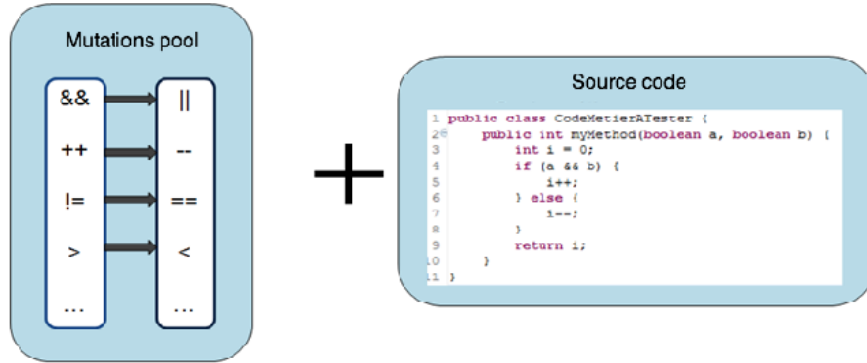 Mutations pool
&& ||
++ --
!= ==
> <
... ...
Source code
1 public class CodeMetierATester {
2 public int myMethod(boolean a, boolean b) {
3 int i = 0;
4 if (a && b) {
5 i++;
6 } else {
7 i--;
8 }
9 return i;
10 }
11 }